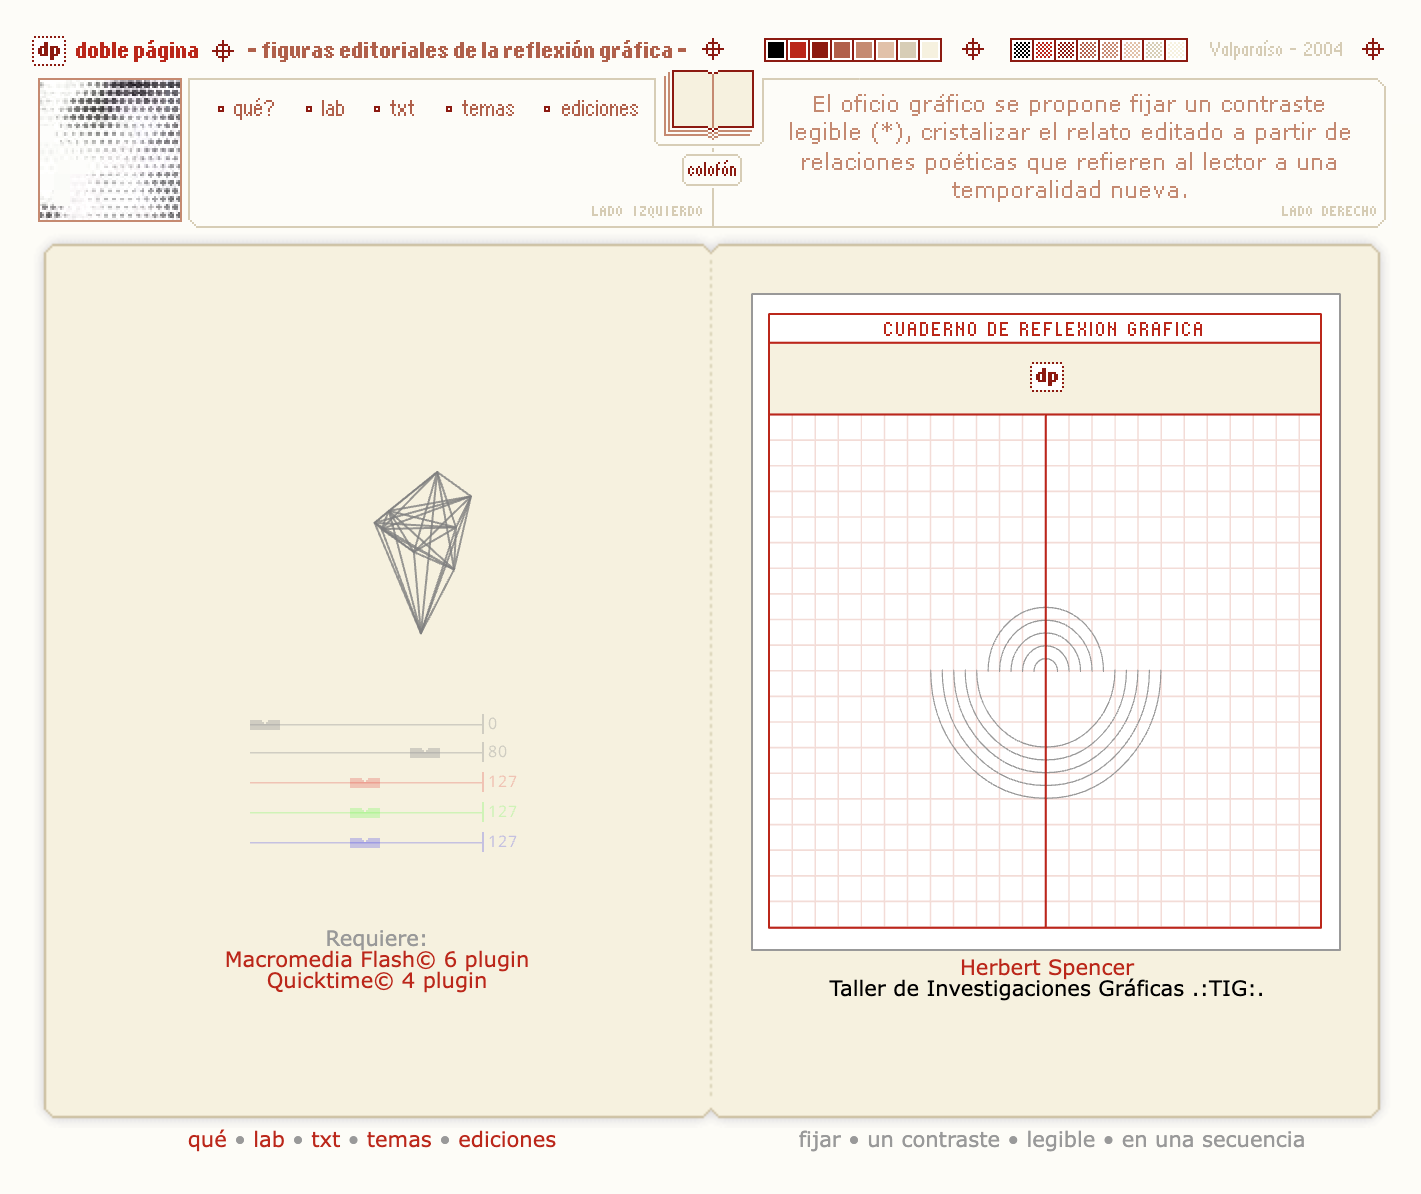 dp doble página - figuras editoriales de la reflexión gráfica - Valparaíso - 2004
qué? lab txt temas ediciones
El oficio gráfico se propone fijar un contraste
legible (*), cristalizar el relato editado a partir de
relaciones poéticas que refieren al lector a una
temporalidad nueva.
colofón
LADO IZQUIERDO
LADO DERECHO
0
80
127
127
127
Requiere:
Macromedia Flash© 6 plugin
Quicktime© 4 plugin
CUADERNO DE REFLEXION GRAFICA
dp
Herbert Spencer
Taller de Investigaciones Gráficas .:TIG:.
qué • lab • txt • temas • ediciones
fijar • un contraste • legible • en una secuencia